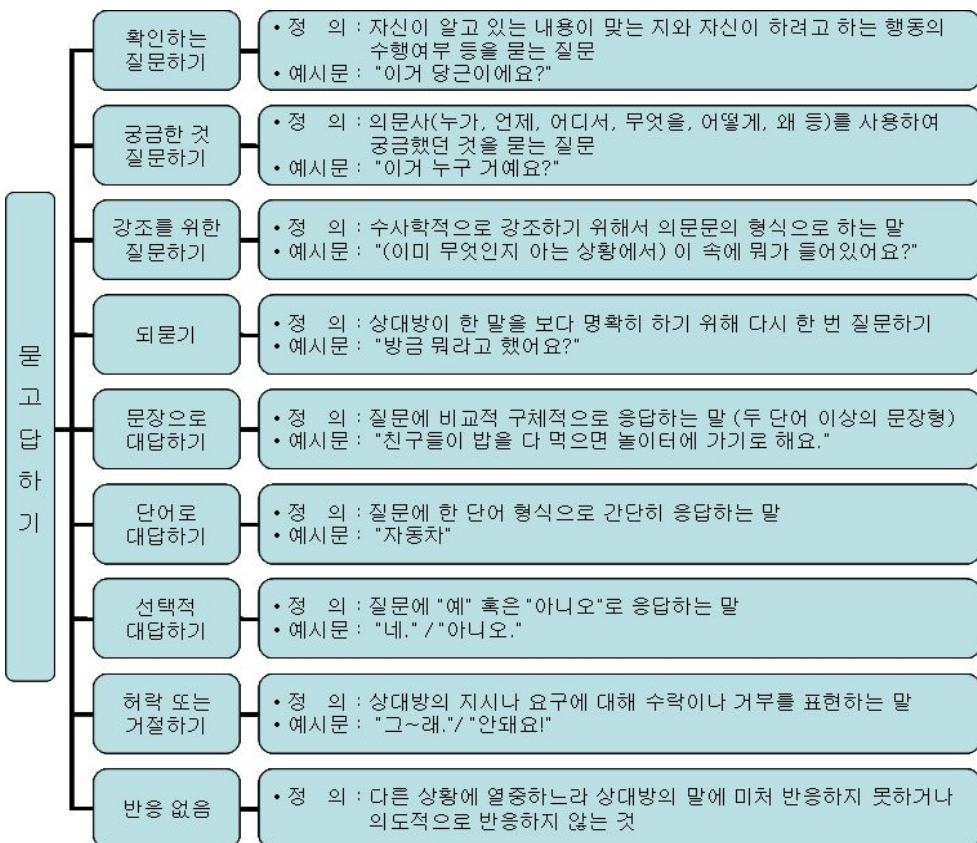 묻고답하기
확인하는
질문하기
• 정 의 : 자신이 알고 있는 내용이 맞는 지와 자신이 하려고 하는 행동의
수행여부 등을 묻는 질문
• 예시문 : "이거 당근이에요?"
궁금한 것
질문하기
• 정 의 : 의문사(누가, 언제, 어디서, 무엇을, 어떻게, 왜 등)를 사용하여
궁금했던 것을 묻는 질문
• 예시문 : "이거 누구 거예요?"
강조를 위한
질문하기
• 정 의 : 수사학적으로 강조하기 위해서 의문문의 형식으로 하는 말
• 예시문 : "(이미 무엇인지 아는 상황에서) 이 속에 뭐가 들어있어요?"
되묻기
• 정 의 : 상대방이 한 말을 보다 명확히 하기 위해 다시 한 번 질문하기
• 예시문 : "방금 뭐라고 했어요?"
문장으로
대답하기
• 정 의 : 질문에 비교적 구체적으로 응답하는 말 (두 단어 이상의 문장형)
• 예시문 : "친구들이 밥을 다 먹으면 놀이터에 가기로 해요."
단어로
대답하기
• 정 의 : 질문에 한 단어 형식으로 간단히 응답하는 말
• 예시문 : "자동차"
선택적
대답하기
• 정 의 : 질문에 "예" 혹은 "아니오"로 응답하는 말
• 예시문 : "네." / "아니오."
허락 또는
거절하기
• 정 의 : 상대방의 지시나 요구에 대해 수락이나 거부를 표현하는 말
• 예시문 : "그~래."/ "안돼요!"
반응 없음
• 정 의 : 다른 상황에 열중하느라 상대방의 말에 미처 반응하지 못하거나
의도적으로 반응하지 않는 것